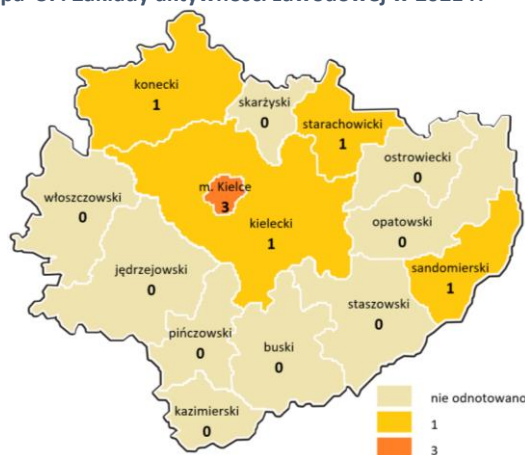 konecki
1
skarżyski
0
starachowicki
1
ostrowiecki
0
m. Kielce
3
włoszczowski
0
kielecki
1
opatowski
0
sandomierski
1
jędrzejowski
0
staszowski
0
pińczowski
0
buski
0
kazimierski
0
nie odnotowano
1
3